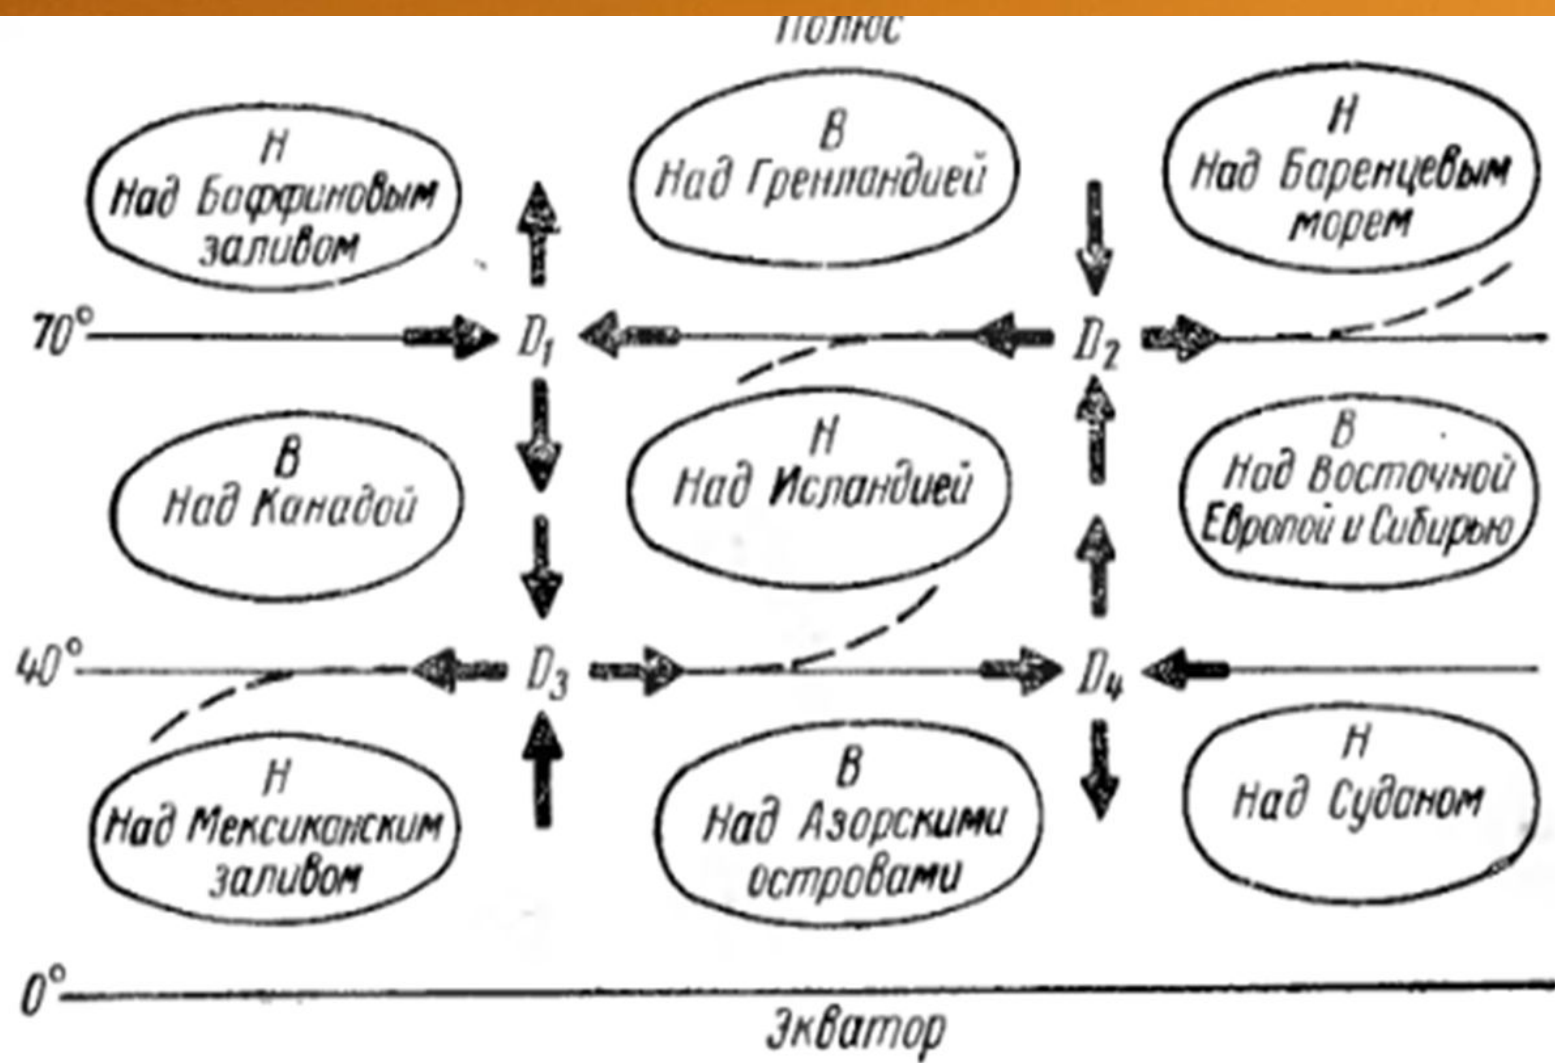 Полюс
Н
Над Баффиновым
заливом
В
Над Гренландией
Н
Над Баренцевым
морем
70°
D1
D2
В
Над Канадой
Н
Над Исландией
В
Над Восточной
Европой и Сибирью
40°
D3
D4
Н
Над Мексиканским
заливом
В
Над Азорскими
островами
Н
Над Суданом
0°
Экватор